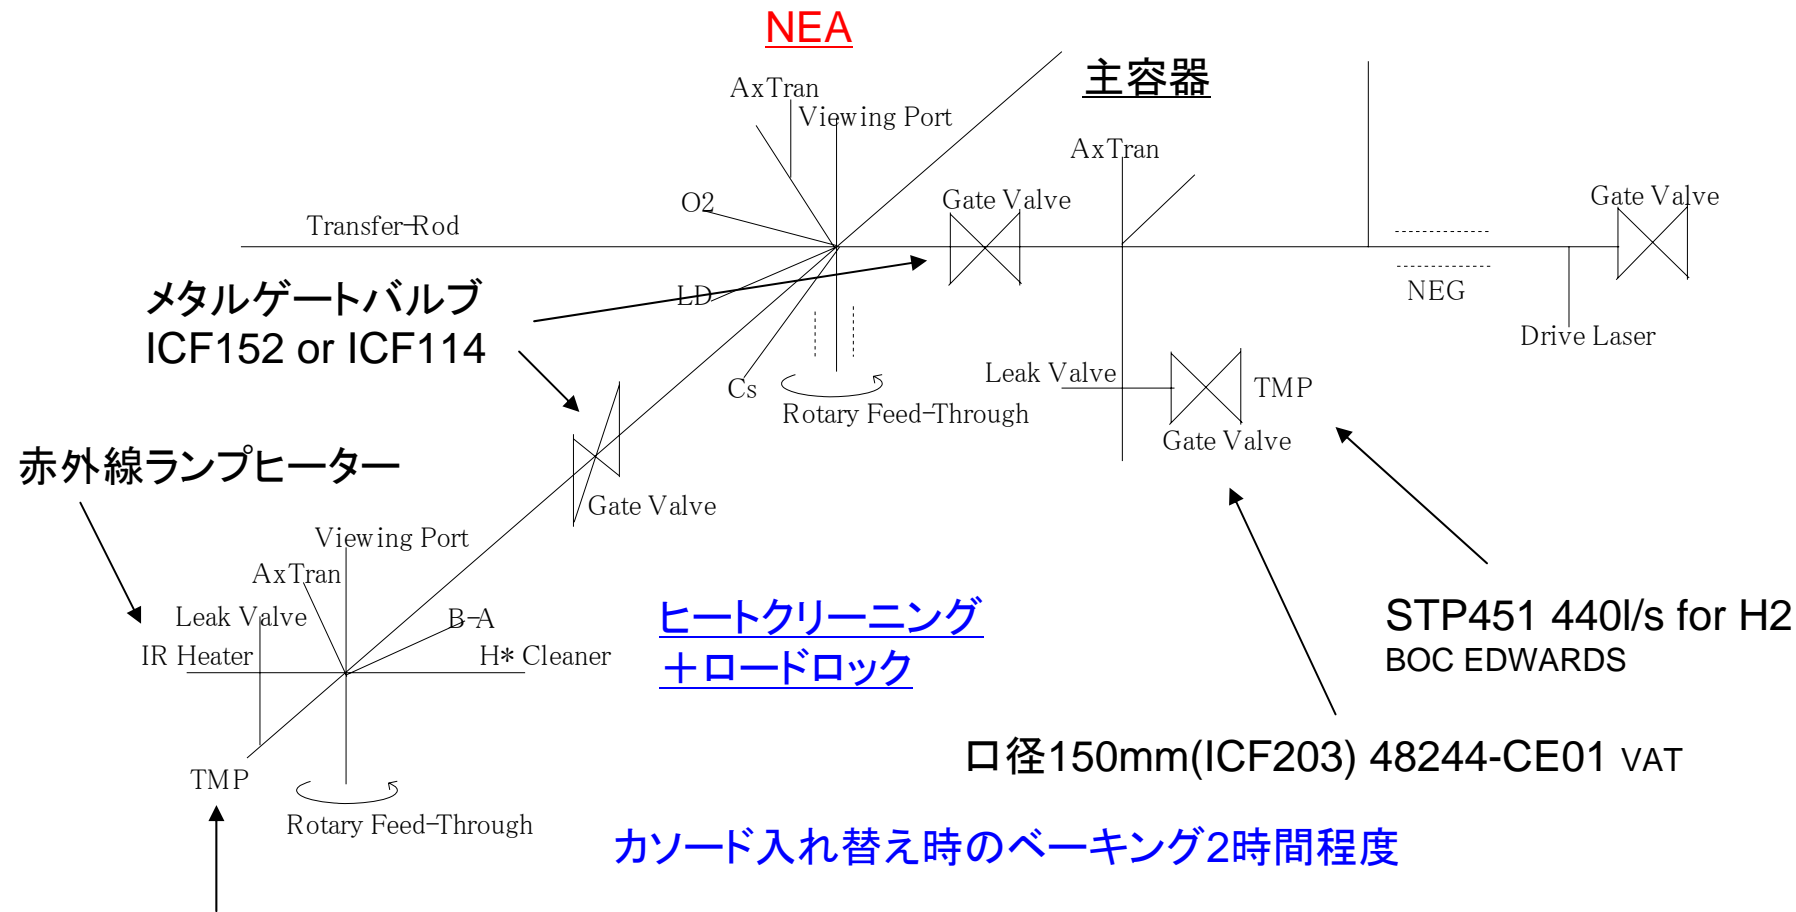 NEA
主容器
AxTran
Viewing Port
AxTran
O2
Gate Valve
Gate Valve
Transfer-Rod
メタルゲートバルブ
ICF152 or ICF114
LD
NEG
Drive Laser
Cs
Rotary Feed-Through
Leak Valve
TMP
Gate Valve
赤外線ランプヒーター
Gate Valve
Viewing Port
AxTran
Leak Valve
B-A
IR Heater
H* Cleaner
ヒートクリーニング
＋ロードロック
STP451 440l/s for H2
BOC EDWARDS
口径150mm(ICF203) 48244-CE01 VAT
TMP
Rotary Feed-Through
カソード入れ替え時のベーキング2時間程度